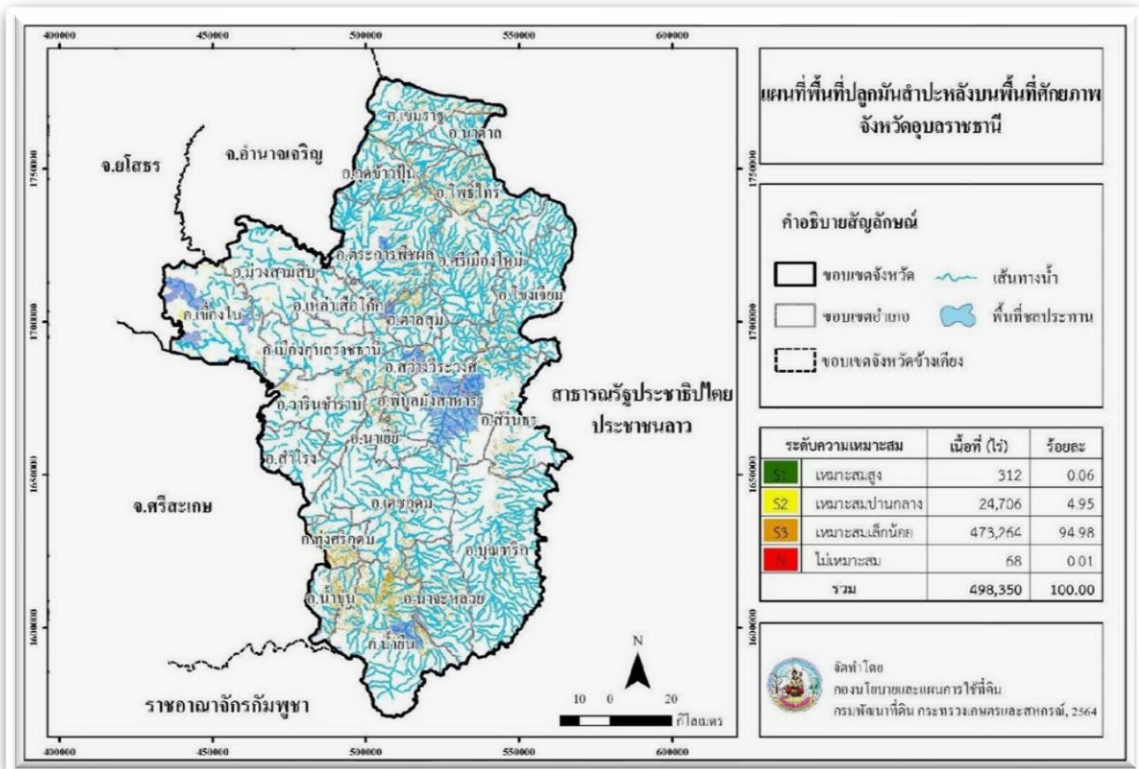 แผนที่พื้นที่ปลูกมันสำปะหลังบนพื้นที่ศักยภาพ
จังหวัดอุบลราชธานี
400000 450000 500000 550000 600000
1750000
1700000
1650000
1600000
จ.ยโสธร
จ.อำนาจเจริญ
อ.เขมราฐ
อ.นาตาล
อ.กุดข้าวปุ้น
อ.โพธิ์ไทร
อ.ม่วงสามสิบ
อ.ตระการพืชผล
อ.ศรีเมืองใหม่
อ.โขงเจียม
อ.เขื่องใน
อ.เหล่าเสือโก้ก
อ.ตาลสุม
อ.เมืองอุบลราชธานี
อ.สว่างวีระวงศ์
อ.วารินชำราบ
อ.พิบูลมังสาหาร
อ.สิรินธร
อ.นาเยีย
อ.สำโรง
อ.เดชอุดม
อ.ทุ่งศรีอุดม
อ.บุณฑริก
อ.น้ำขุ่น
อ.นาจะหลวย
อ.น้ำยืน
จ.ศรีสะเกษ
สาธารณรัฐประชาธิปไตย
ประชาชนลาว
ราชอาณาจักรกัมพูชา
N
10 0 20
กิโลเมตร
1750000
1700000
1650000
1600000
400000 450000 500000 550000 600000
คำอธิบายสัญลักษณ์
ขอบเขตจังหวัด เส้นทางน้ำ
ขอบเขตอำเภอ พื้นที่ชลประทาน
ขอบเขตจังหวัดข้างเคียง
ระดับความเหมาะสม เนื้อที่ (ไร่) ร้อยละ
S1 เหมาะสมสูง 312 0.06
S2 เหมาะสมปานกลาง 24,706 4.95
S3 เหมาะสมเล็กน้อย 473,264 94.98
N ไม่เหมาะสม 68 0.01
รวม 498,350 100.00
จัดทำโดย
กองนโยบายและแผนการใช้ที่ดิน
กรมพัฒนาที่ดิน กระทรวงเกษตรและสหกรณ์, 2564